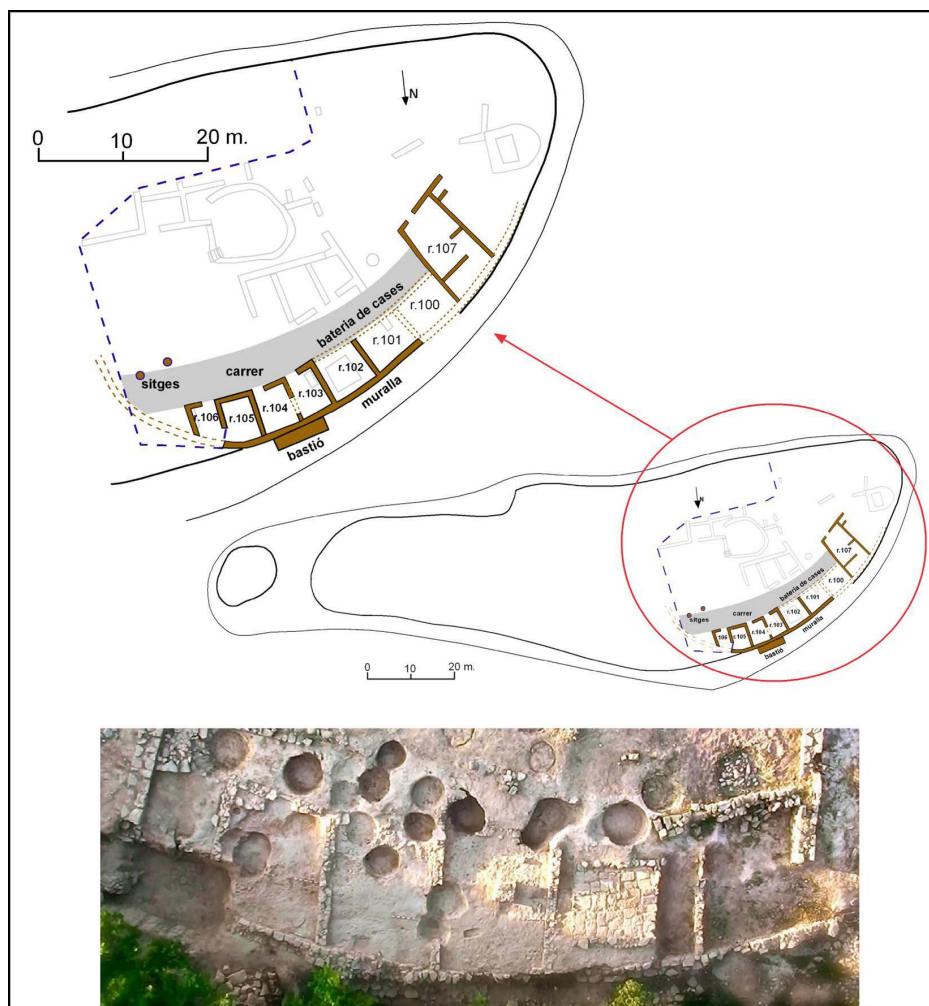 N
0 10 20 m.
r.107
r.100
bateria de cases
r.101
r.102
muralla
carrer
r.103
sitges
r.104
r.106
r.105
bastió
N
r.107
r.100
bateria de cases
r.101
r.102
muralla
carrer
r.103
sitges
r.104
106
r.105
bastió
0 10 20 m.